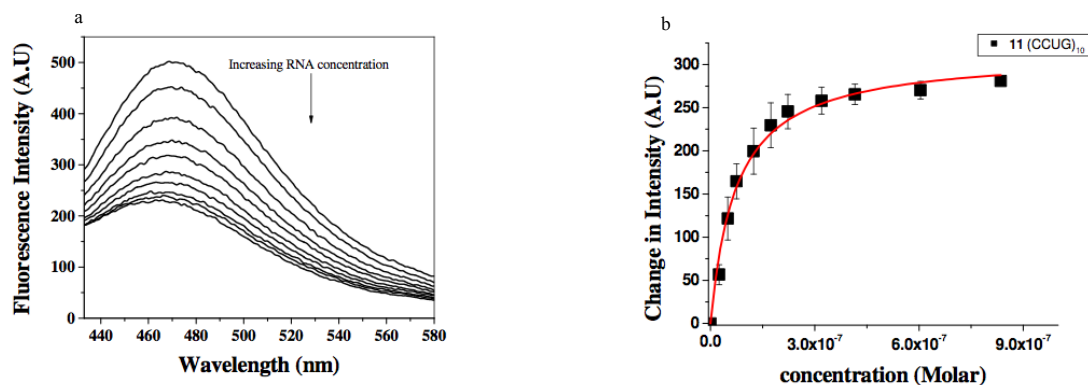 a
Fluorescence Intensity (A.U)
500
400
300
200
100
0
Increasing RNA concentration
440 460 480 500 520 540 560 580
Wavelength (nm)
b
11 (CCUG)10
Change in Intensity (A.U)
300
250
200
150
100
50
0
0.0 3.0x10-7 6.0x10-7 9.0x10-7
concentration (Molar)